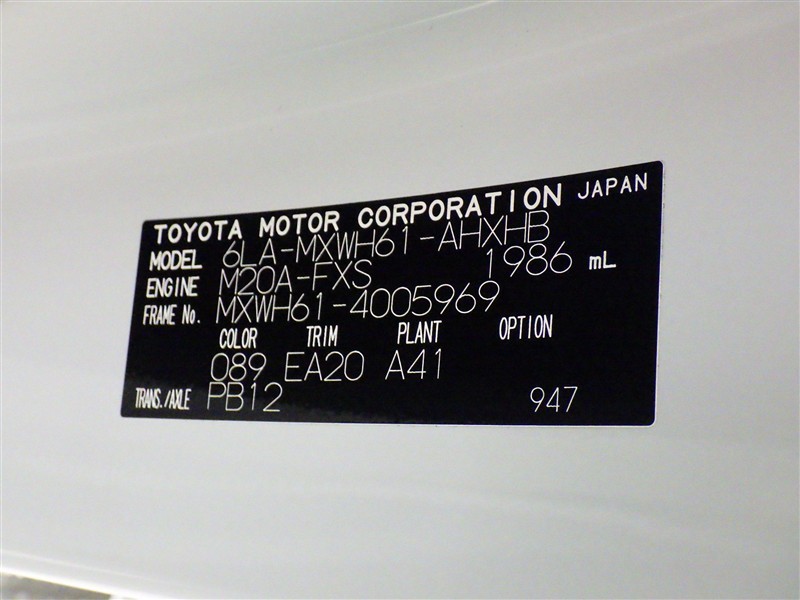 TOYOTA MOTOR CORPORATION JAPAN
MODEL 6LA-MXWH61-AHXHB
ENGINE M20A-FXS 1986 mL
FRAME No. MXWH61-4005969
COLOR TRIM PLANT OPTION
089 EA20 A41
TRANS./AXLE PB12 947